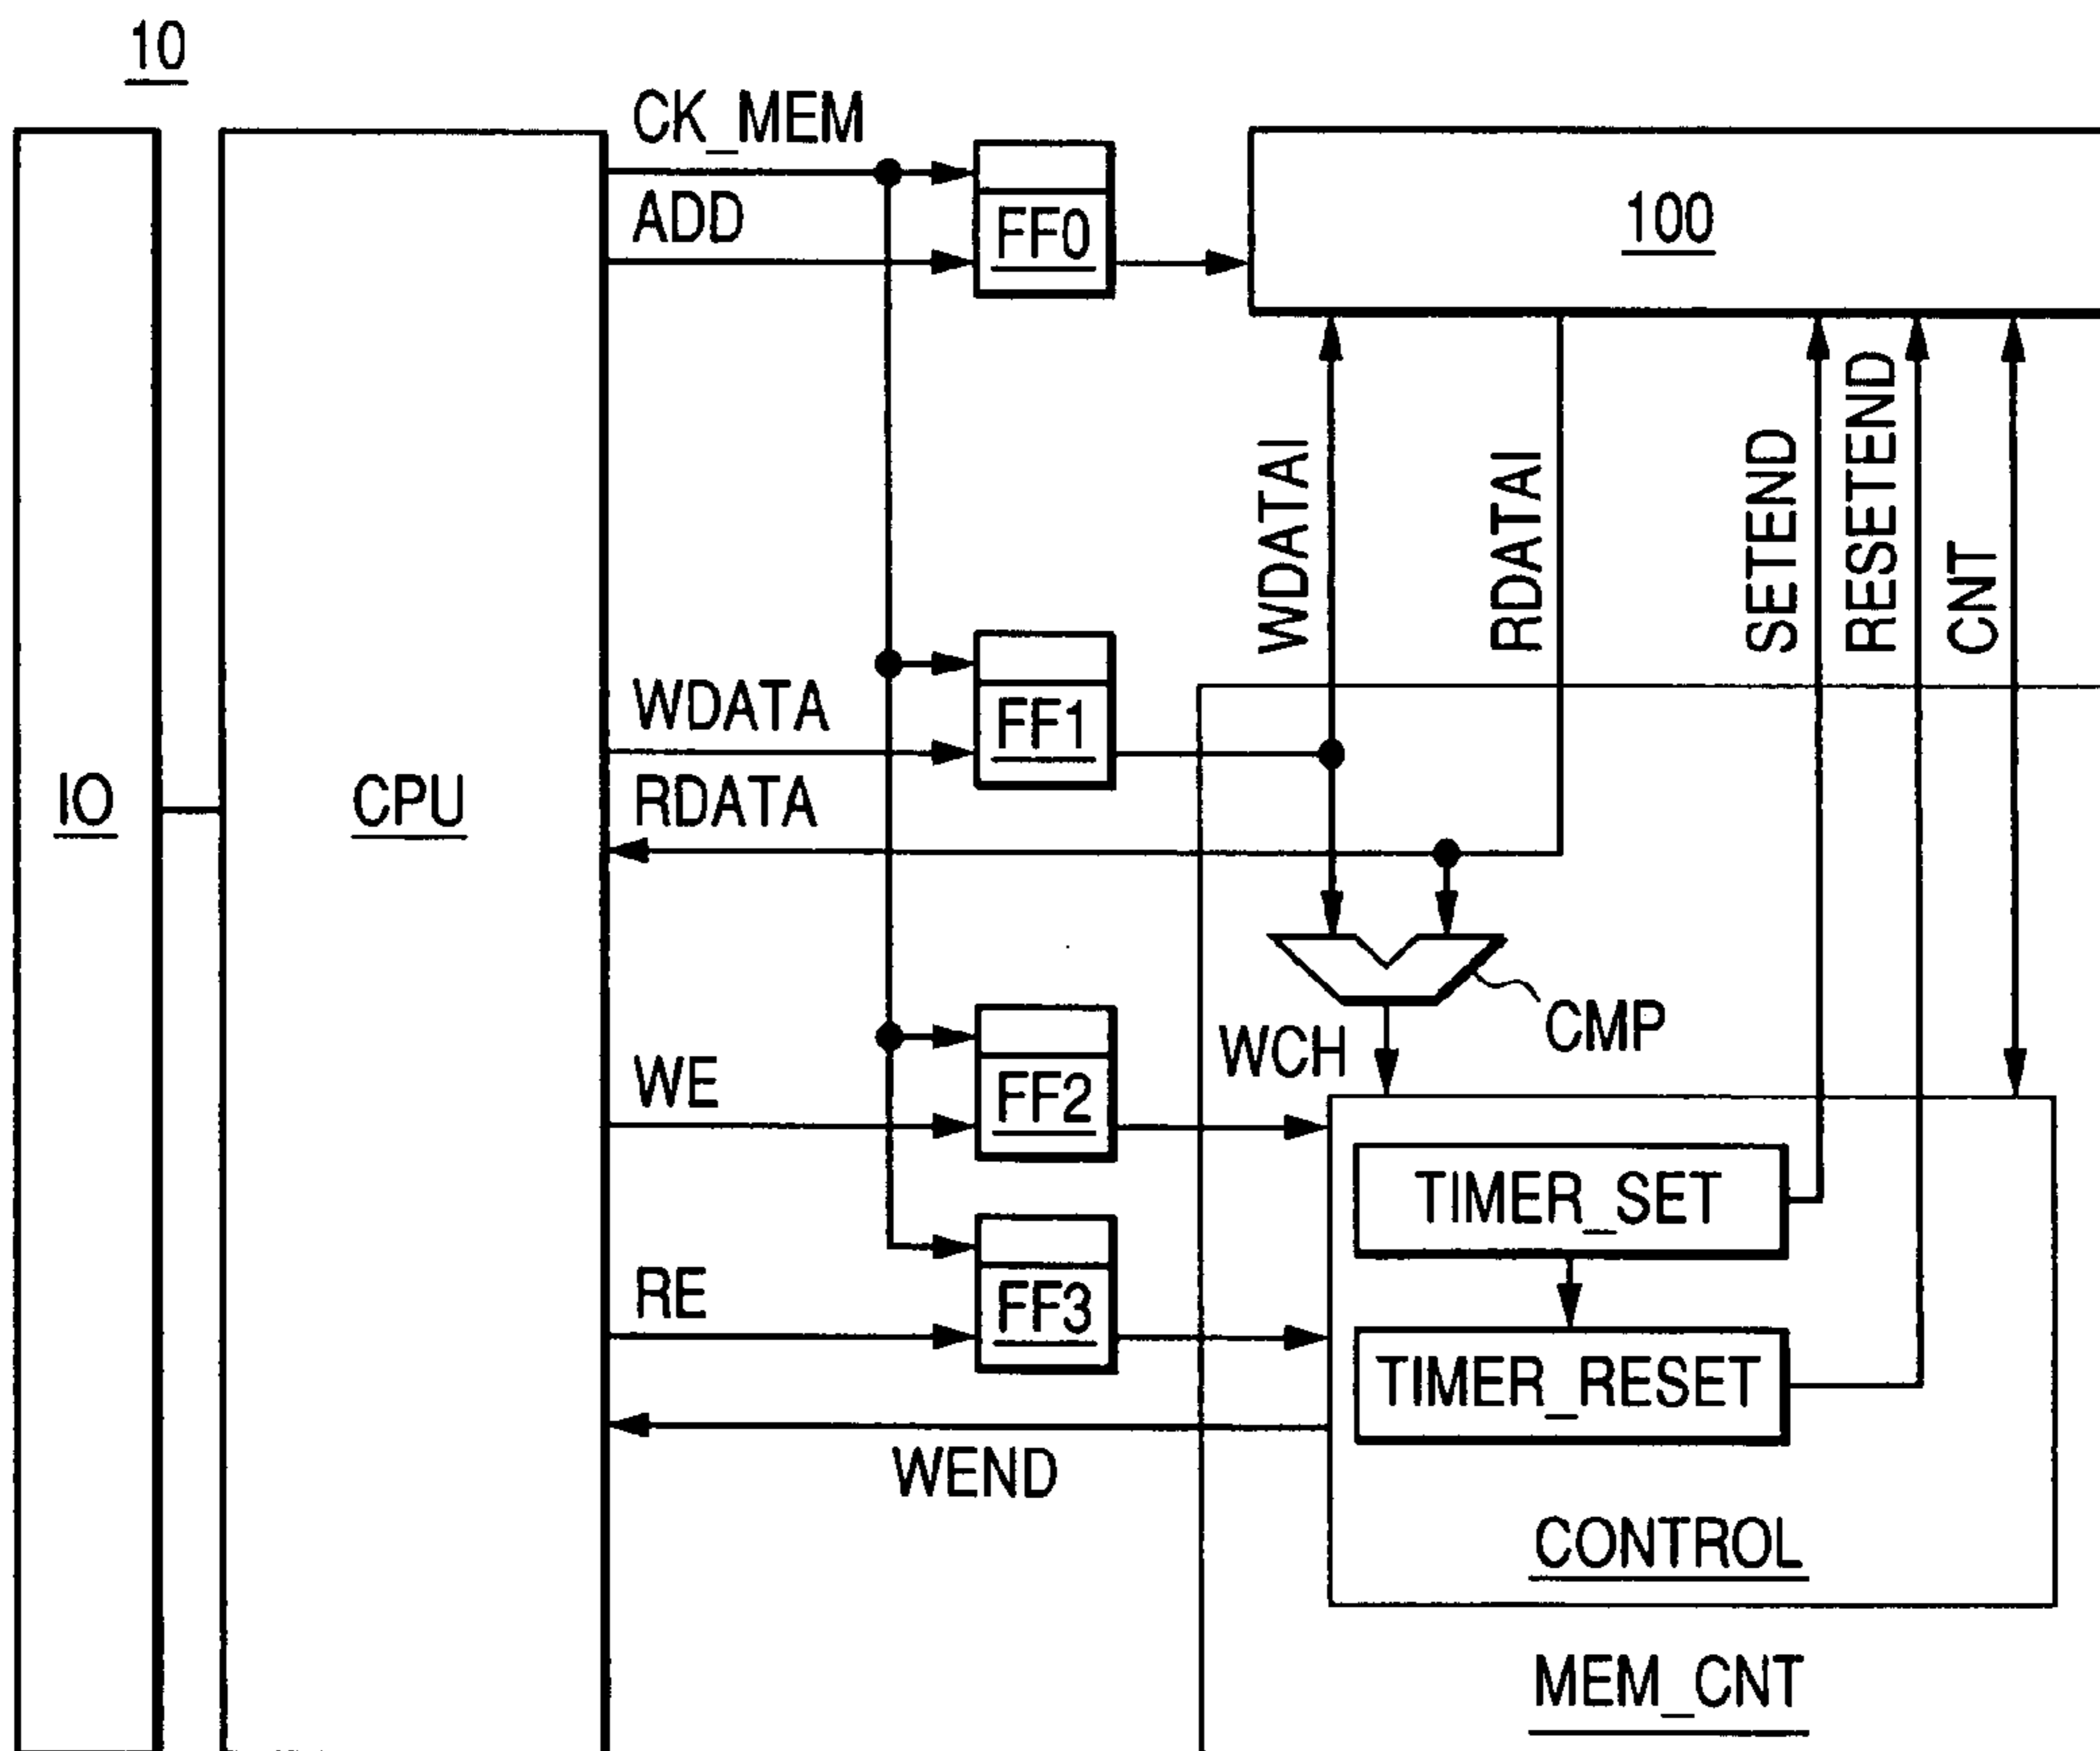 10
CK_MEM
ADD
FF0
100
WDATAI
RDATAI
SETEND
RESETEND
CNT
WDATA
FF1
RDATA
IO
CPU
CMP
WCH
WE
FF2
TIMER_SET
RE
FF3
TIMER_RESET
WEND
CONTROL
MEM_CNT